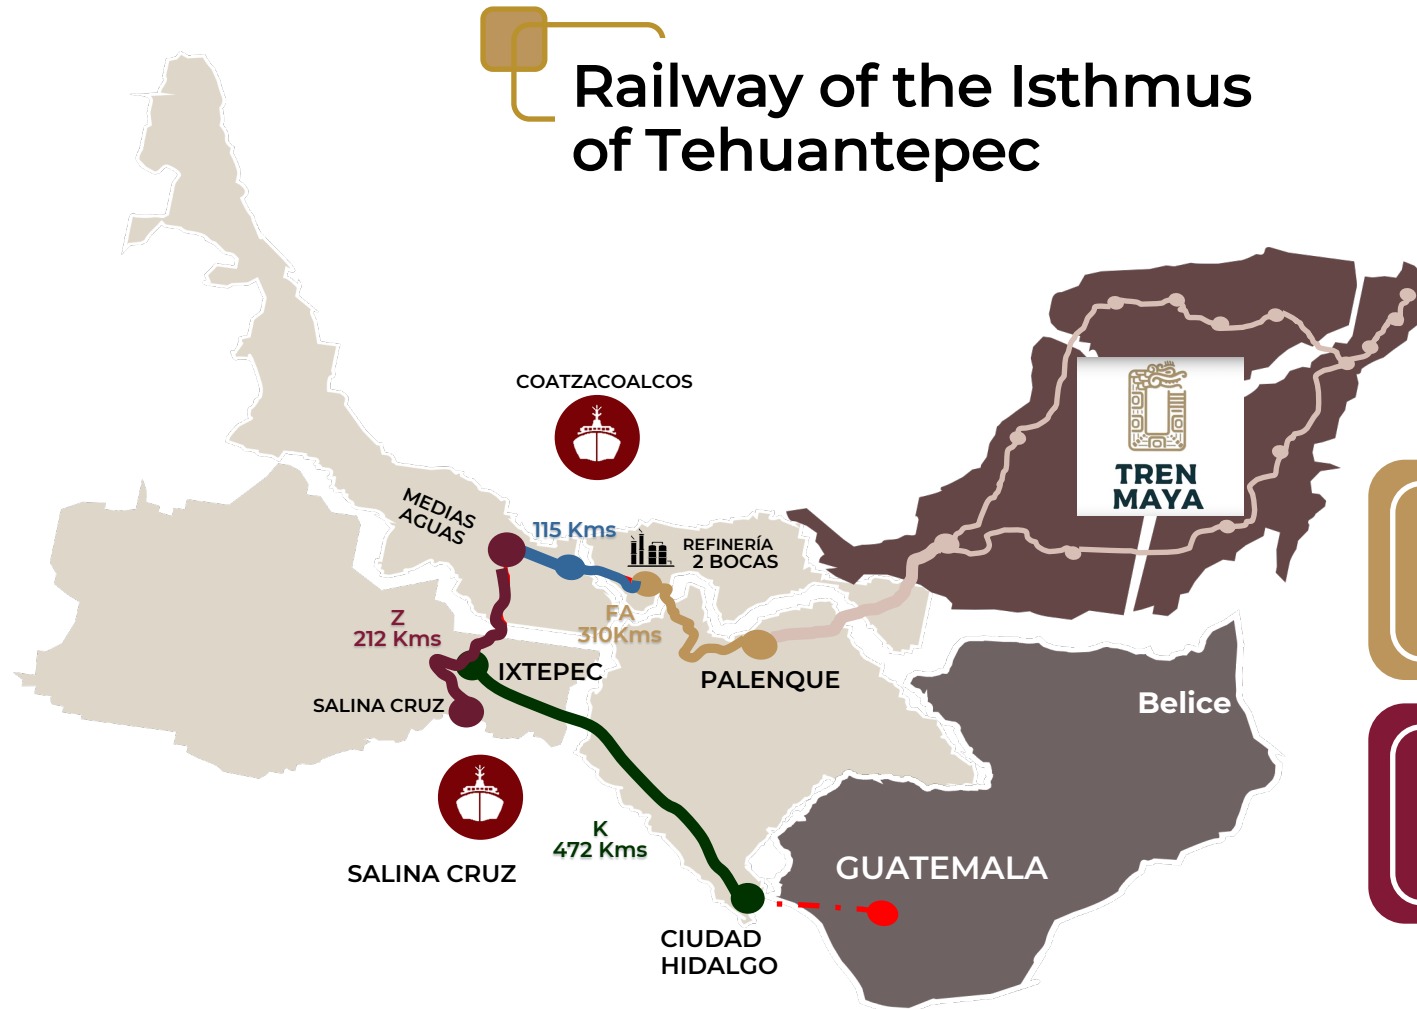 Railway of the Isthmus
of Tehuantepec
COATZACOALCOS
TREN
MAYA
MEDIAS
AGUAS
115 Kms
REFINERÍA
2 BOCAS
Z
212 Kms
FA
310Kms
IXTEPEC
PALENQUE
SALINA CRUZ
Belice
K
472 Kms
SALINA CRUZ
GUATEMALA
CIUDAD
HIDALGO